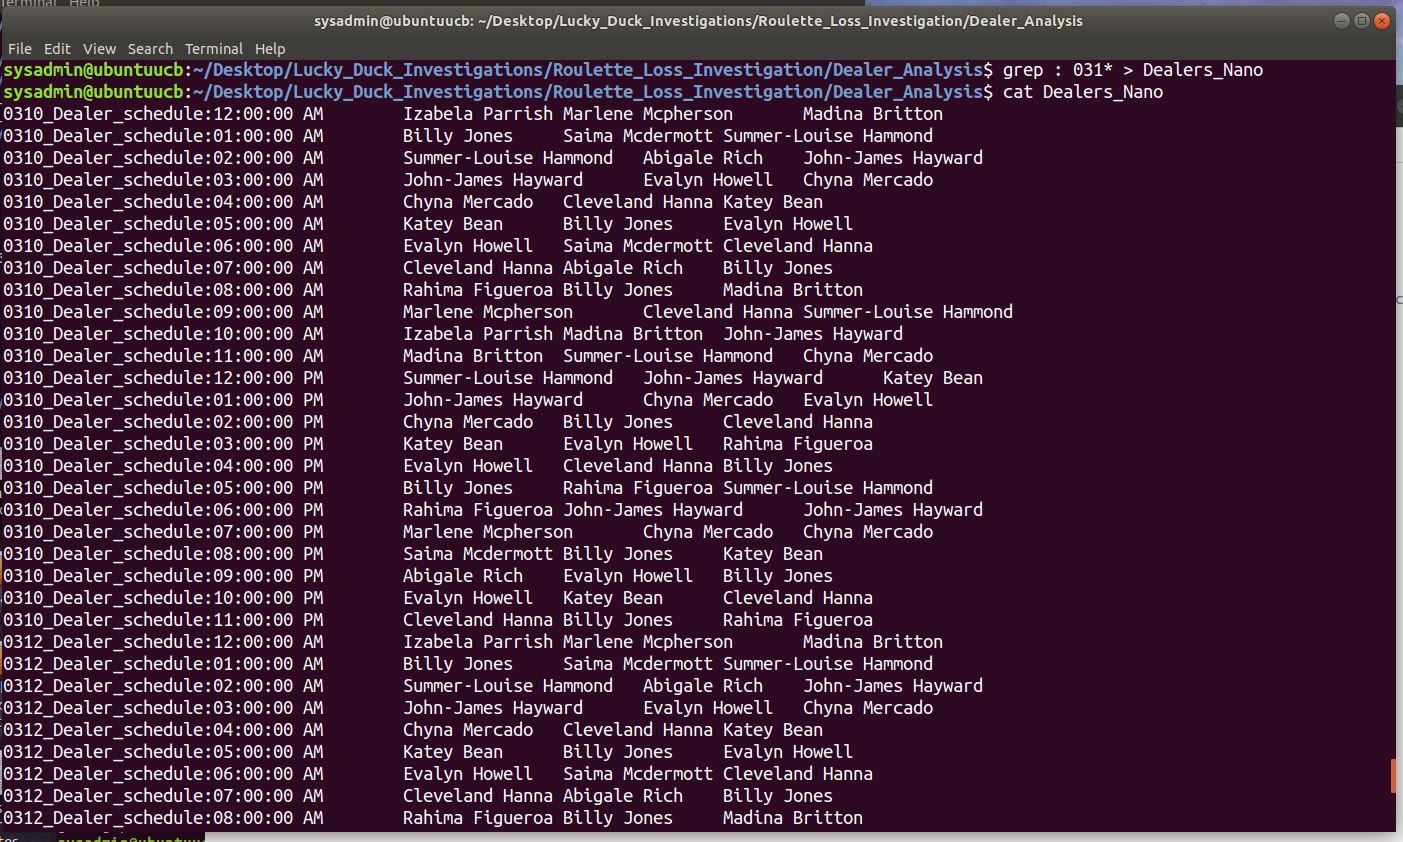 Terminal Help
sysadmin@ubuntuucb: ~/Desktop/Lucky_Duck_Investigations/Roulette_Loss_Investigation/Dealer_Analysis
File Edit View Search Terminal Help
sysadmin@ubuntuucb:~/Desktop/Lucky_Duck_Investigations/Roulette_Loss_Investigation/Dealer_Analysis$ grep : 031* > Dealers_Nano
sysadmin@ubuntuucb:~/Desktop/Lucky_Duck_Investigations/Roulette_Loss_Investigation/Dealer_Analysis$ cat Dealers_Nano
0310_Dealer_schedule:12:00:00 AM Izabela Parrish Marlene Mcpherson Madina Britton
0310_Dealer_schedule:01:00:00 AM Billy Jones Saima Mcdermott Summer-Louise Hammond
0310_Dealer_schedule:02:00:00 AM Summer-Louise Hammond Abigale Rich John-James Hayward
0310_Dealer_schedule:03:00:00 AM John-James Hayward Evalyn Howell Chyna Mercado
0310_Dealer_schedule:04:00:00 AM Chyna Mercado Cleveland Hanna Katey Bean
0310_Dealer_schedule:05:00:00 AM Katey Bean Billy Jones Evalyn Howell
0310_Dealer_schedule:06:00:00 AM Evalyn Howell Saima Mcdermott Cleveland Hanna
0310_Dealer_schedule:07:00:00 AM Cleveland Hanna Abigale Rich Billy Jones
0310_Dealer_schedule:08:00:00 AM Rahima Figueroa Billy Jones Madina Britton
0310_Dealer_schedule:09:00:00 AM Marlene Mcpherson Cleveland Hanna Summer-Louise Hammond
0310_Dealer_schedule:10:00:00 AM Izabela Parrish Madina Britton John-James Hayward
0310_Dealer_schedule:11:00:00 AM Madina Britton Summer-Louise Hammond Chyna Mercado
0310_Dealer_schedule:12:00:00 PM Summer-Louise Hammond John-James Hayward Katey Bean
0310_Dealer_schedule:01:00:00 PM John-James Hayward Chyna Mercado Evalyn Howell
0310_Dealer_schedule:02:00:00 PM Chyna Mercado Billy Jones Cleveland Hanna
0310_Dealer_schedule:03:00:00 PM Katey Bean Evalyn Howell Rahima Figueroa
0310_Dealer_schedule:04:00:00 PM Evalyn Howell Cleveland Hanna Billy Jones
0310_Dealer_schedule:05:00:00 PM Billy Jones Rahima Figueroa Summer-Louise Hammond
0310_Dealer_schedule:06:00:00 PM Rahima Figueroa John-James Hayward John-James Hayward
0310_Dealer_schedule:07:00:00 PM Marlene Mcpherson Chyna Mercado Chyna Mercado
0310_Dealer_schedule:08:00:00 PM Saima Mcdermott Billy Jones Katey Bean
0310_Dealer_schedule:09:00:00 PM Abigale Rich Evalyn Howell Billy Jones
0310_Dealer_schedule:10:00:00 PM Evalyn Howell Katey Bean Cleveland Hanna
0310_Dealer_schedule:11:00:00 PM Cleveland Hanna Billy Jones Rahima Figueroa
0312_Dealer_schedule:12:00:00 AM Izabela Parrish Marlene Mcpherson Madina Britton
0312_Dealer_schedule:01:00:00 AM Billy Jones Saima Mcdermott Summer-Louise Hammond
0312_Dealer_schedule:02:00:00 AM Summer-Louise Hammond Abigale Rich John-James Hayward
0312_Dealer_schedule:03:00:00 AM John-James Hayward Evalyn Howell Chyna Mercado
0312_Dealer_schedule:04:00:00 AM Chyna Mercado Cleveland Hanna Katey Bean
0312_Dealer_schedule:05:00:00 AM Katey Bean Billy Jones Evalyn Howell
0312_Dealer_schedule:06:00:00 AM Evalyn Howell Saima Mcdermott Cleveland Hanna
0312_Dealer_schedule:07:00:00 AM Cleveland Hanna Abigale Rich Billy Jones
0312_Dealer_schedule:08:00:00 AM Rahima Figueroa Billy Jones Madina Britton